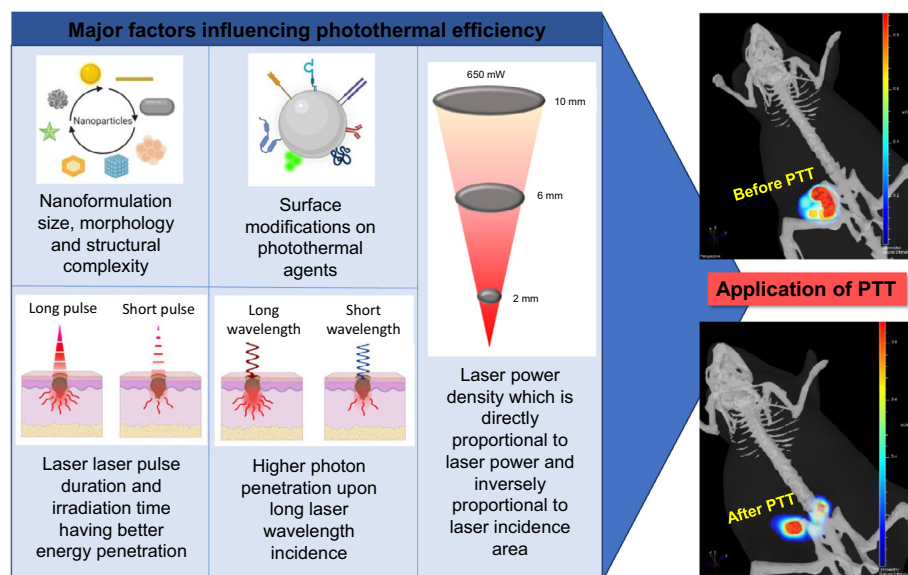 Major factors influencing photothermal efficiency
Nanoparticles
Nanoformulation
size, morphology
and structural
complexity
Surface
modifications on
photothermal
agents
650 mW
10 mm
6 mm
2 mm
Laser power
density which is
directly
proportional to
laser power and
inversely
proportional to
laser incidence
area
Long pulse
Short pulse
Laser laser pulse
duration and
irradiation time
having better
energy penetration
Long
wavelength
Short
wavelength
Higher photon
penetration upon
long laser
wavelength
incidence
Before PTT
Application of PTT
After PTT